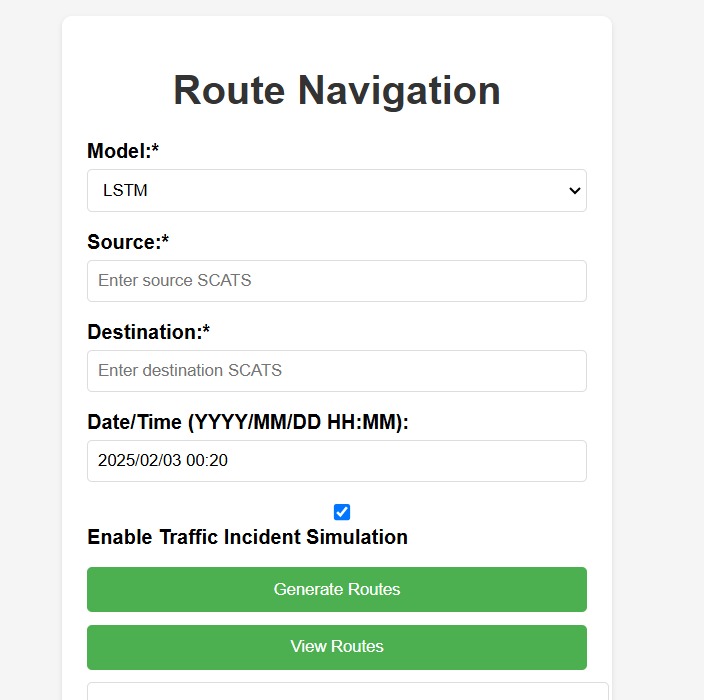 Route Navigation
Model:*
LSTM
Source:*
Enter source SCATS
Destination:*
Enter destination SCATS
Date/Time (YYYY/MM/DD HH:MM):
2025/02/03 00:20
Enable Traffic Incident Simulation
Generate Routes
View Routes